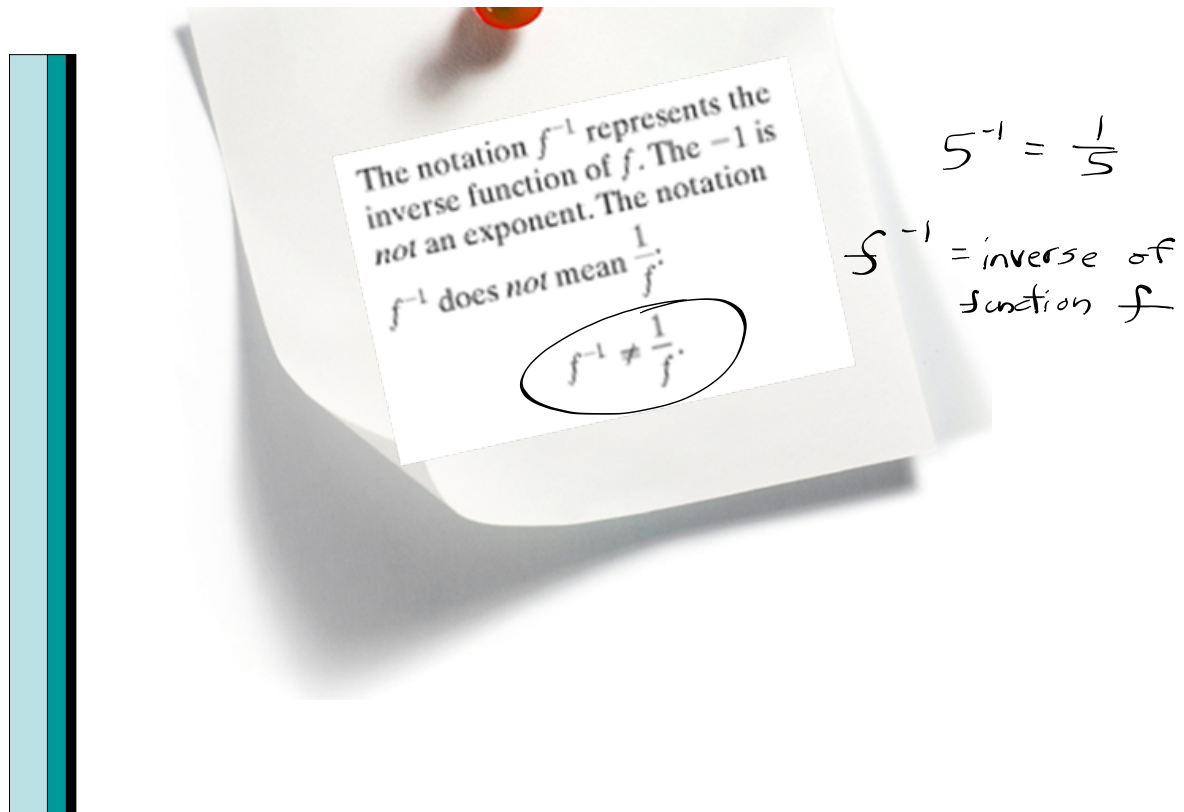 The notation f⁻¹ represents the
inverse function of f. The −1 is
not an exponent. The notation
f⁻¹ does not mean 1/f:
f⁻¹ ≠ 1/f.
5⁻¹ = 1/5
f⁻¹ = inverse of
function f